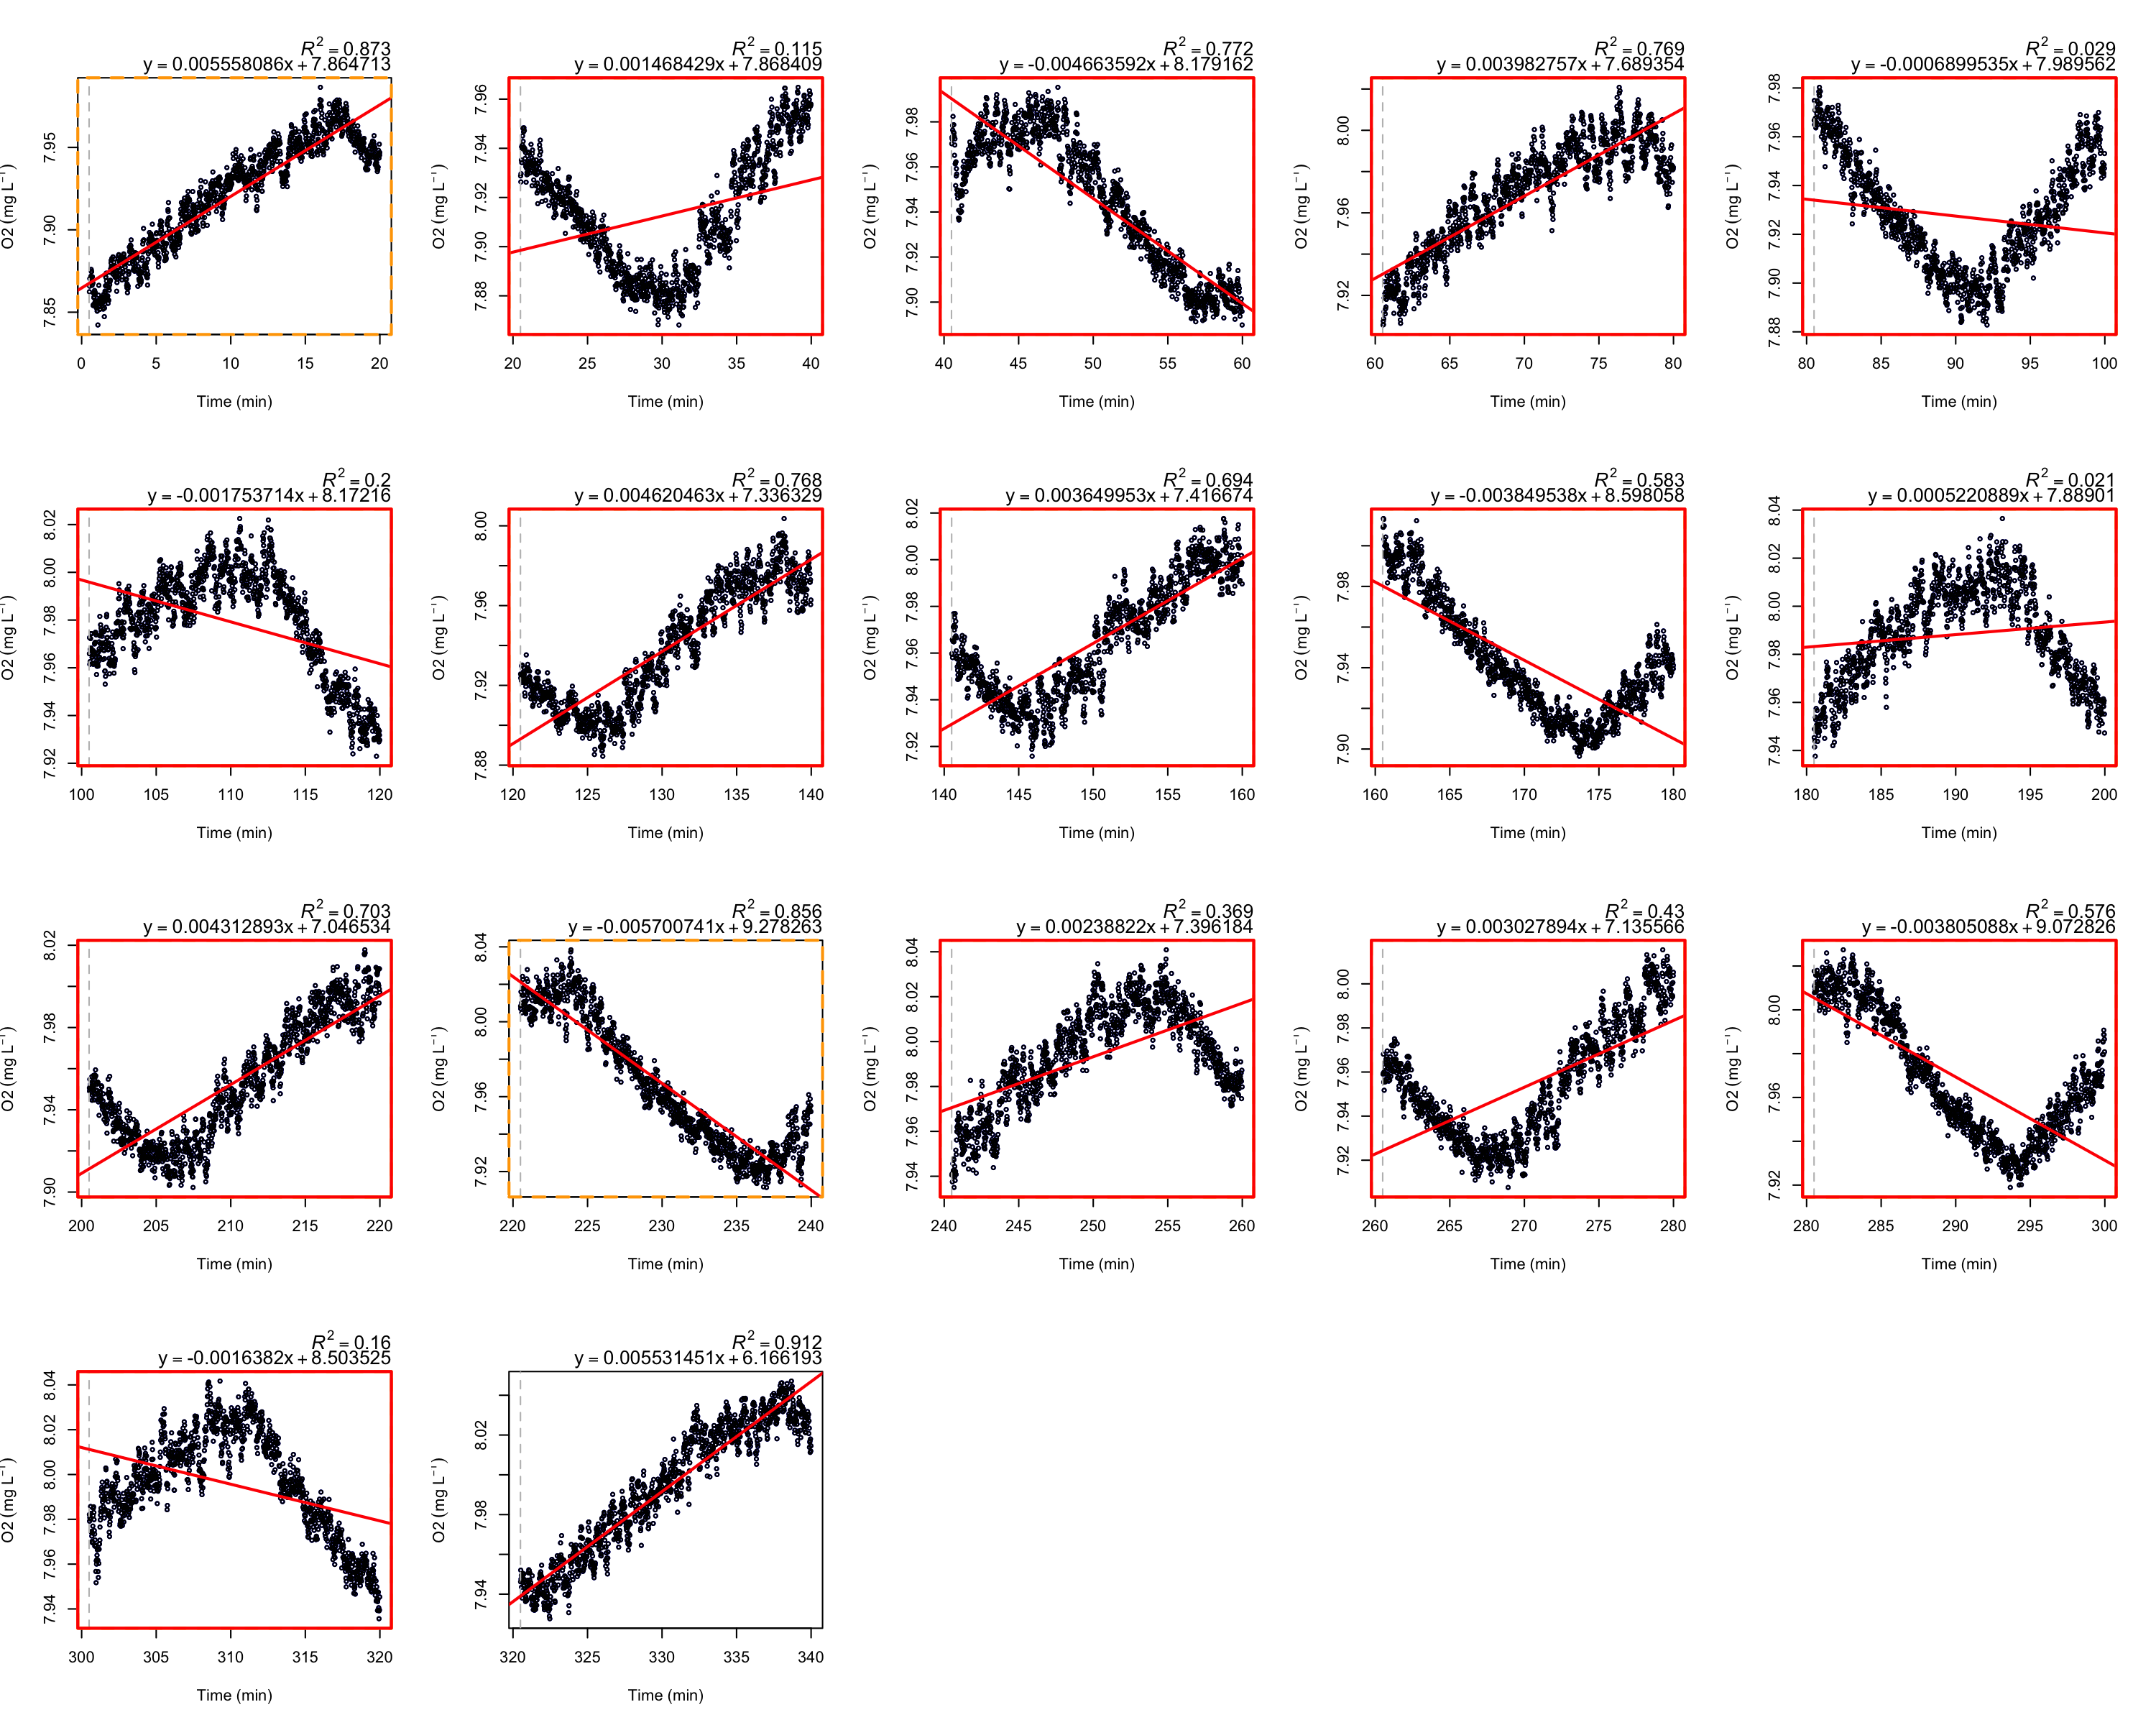 R² = 0.873
y = 0.005558086x + 7.864713
O2 (mg L⁻¹)
7.95
7.90
7.85
0 5 10 15 20
Time (min)
R² = 0.115
y = 0.001468429x + 7.868409
O2 (mg L⁻¹)
7.96
7.94
7.92
7.90
7.88
20 25 30 35 40
Time (min)
R² = 0.772
y = -0.004663592x + 8.179162
O2 (mg L⁻¹)
7.98
7.96
7.94
7.92
7.90
40 45 50 55 60
Time (min)
R² = 0.769
y = 0.003982757x + 7.689354
O2 (mg L⁻¹)
8.00
7.96
7.92
60 65 70 75 80
Time (min)
R² = 0.029
y = -0.0006899535x + 7.989562
O2 (mg L⁻¹)
7.98
7.96
7.94
7.92
7.90
7.88
80 85 90 95 100
Time (min)
R² = 0.2
y = -0.001753714x + 8.17216
O2 (mg L⁻¹)
8.02
8.00
7.98
7.96
7.94
7.92
100 105 110 115 120
Time (min)
R² = 0.768
y = 0.004620463x + 7.336329
O2 (mg L⁻¹)
8.00
7.96
7.92
7.88
120 125 130 135 140
Time (min)
R² = 0.694
y = 0.003649953x + 7.416674
O2 (mg L⁻¹)
8.02
8.00
7.98
7.96
7.94
7.92
140 145 150 155 160
Time (min)
R² = 0.583
y = -0.003849538x + 8.598058
O2 (mg L⁻¹)
7.98
7.94
7.90
160 165 170 175 180
Time (min)
R² = 0.021
y = 0.0005220889x + 7.88901
O2 (mg L⁻¹)
8.04
8.02
8.00
7.98
7.96
7.94
180 185 190 195 200
Time (min)
R² = 0.703
y = 0.004312893x + 7.046534
O2 (mg L⁻¹)
8.02
7.98
7.94
7.90
200 205 210 215 220
Time (min)
R² = 0.856
y = -0.005700741x + 9.278263
O2 (mg L⁻¹)
8.04
8.00
7.96
7.92
220 225 230 235 240
Time (min)
R² = 0.369
y = 0.00238822x + 7.396184
O2 (mg L⁻¹)
8.04
8.02
8.00
7.98
7.96
7.94
240 245 250 255 260
Time (min)
R² = 0.43
y = 0.003027894x + 7.135566
O2 (mg L⁻¹)
8.00
7.98
7.96
7.94
7.92
260 265 270 275 280
Time (min)
R² = 0.576
y = -0.003805088x + 9.072826
O2 (mg L⁻¹)
8.00
7.96
7.92
280 285 290 295 300
Time (min)
R² = 0.16
y = -0.0016382x + 8.503525
O2 (mg L⁻¹)
8.04
8.02
8.00
7.98
7.96
7.94
300 305 310 315 320
Time (min)
R² = 0.912
y = 0.005531451x + 6.166193
O2 (mg L⁻¹)
8.02
7.98
7.94
320 325 330 335 340
Time (min)